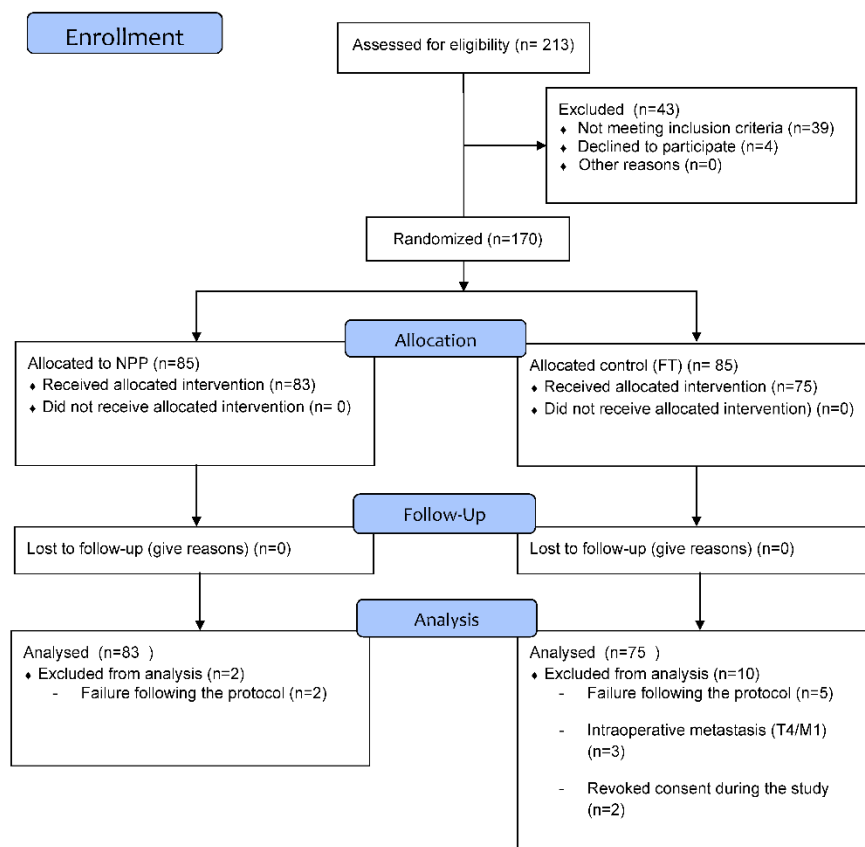 Enrollment
Assessed for eligibility (n= 213)
Excluded (n=43)
♦ Not meeting inclusion criteria (n=39)
♦ Declined to participate (n=4)
♦ Other reasons (n=0)
Randomized (n=170)
Allocation
Allocated to NPP (n=85)
♦ Received allocated intervention (n=83)
♦ Did not receive allocated intervention (n= 0)
Allocated control (FT) (n= 85)
♦ Received allocated intervention (n=75)
♦ Did not receive allocated intervention) (n=0)
Follow-Up
Lost to follow-up (give reasons) (n=0)
Lost to follow-up (give reasons) (n=0)
Analysis
Analysed (n=83 )
♦ Excluded from analysis (n=2)
- Failure following the protocol (n=2)
Analysed (n=75 )
♦ Excluded from analysis (n=10)
- Failure following the protocol (n=5)
- Intraoperative metastasis (T4/M1)
(n=3)
- Revoked consent during the study
(n=2)